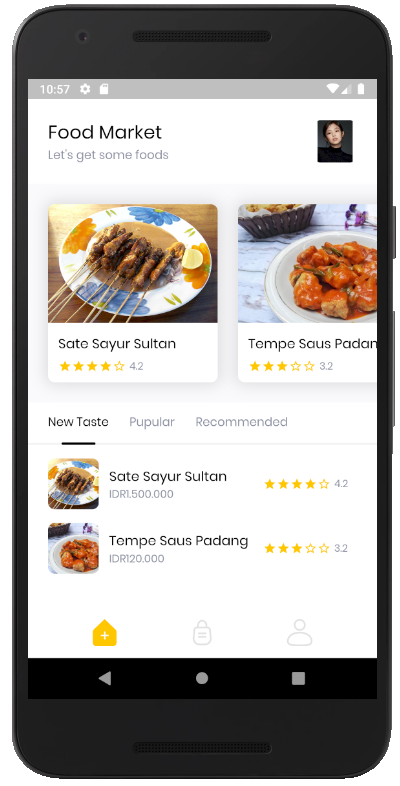 10:57
Food Market
Let's get some foods
Sate Sayur Sultan
4.2
Tempe Saus Padan
3.2
New Taste Pupular Recommended
Sate Sayur Sultan
IDR1.500.000
4.2
Tempe Saus Padang
IDR120.000
3.2